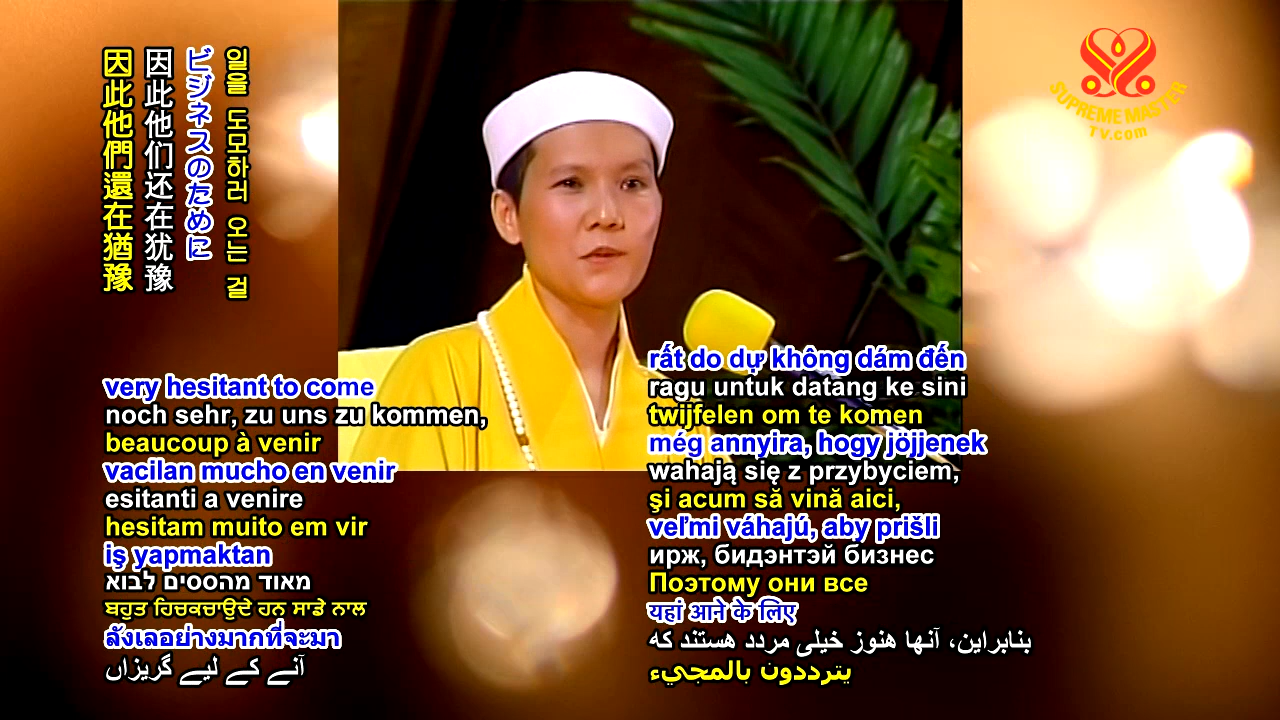 因此他們還在猶豫
因此他们还在犹豫
ビジネスのために
일을 도모하러 오는 걸
SUPREME MASTER
TV.com
very hesitant to come
noch sehr, zu uns zu kommen,
beaucoup à venir
vacilan mucho en venir
esitanti a venire
hesitam muito em vir
iş yapmaktan
מאוד מהססים לבוא
ਬਹੁਤ ਹਿਚਕਚਾਉਦੇ ਹਨ ਸਾਡੇ ਨਾਲ
ลังเลอย่างมากที่จะมา
آنے کے لیے گریزاں
rất do dự không dám đến
ragu untuk datang ke sini
twijfelen om te komen
még annyira, hogy jöjjenek
wahają się z przybyciem,
şi acum să vină aici,
veľmi váhajú, aby prišli
ирж, бидэнтэй бизнес
Поэтому они все
यहां आने के लिए
بنابراین، آنها هنوز خیلی مردد هستند که
يترددون بالمجيء